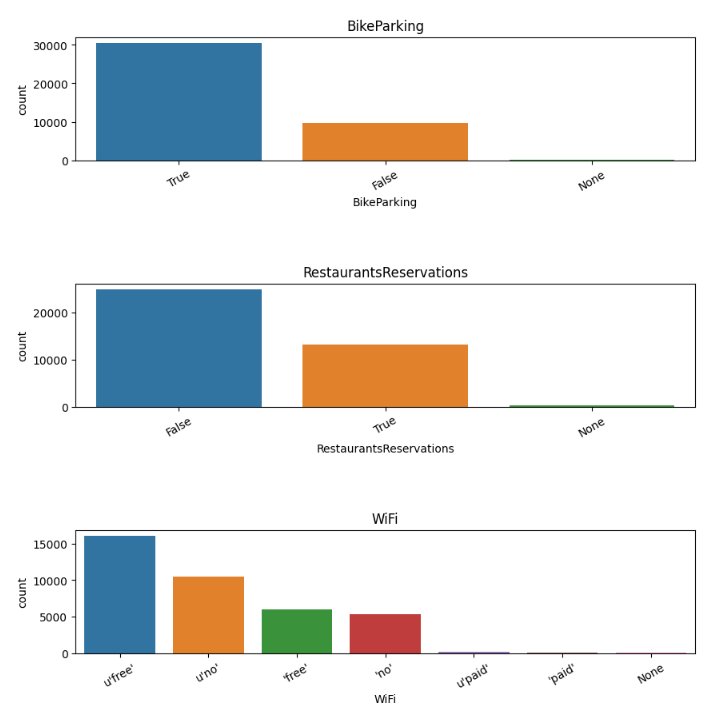 BikeParking
30000
20000
10000
0
count
True False None
BikeParking
RestaurantsReservations
20000
10000
0
count
False True None
RestaurantsReservations
WiFi
15000
10000
5000
0
count
u'free' u'no' 'free' 'no' u'paid' 'paid' None
WiFi